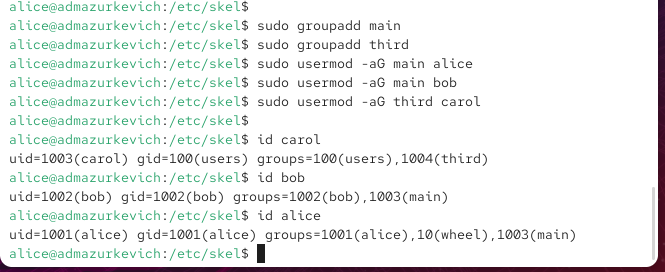 alice@admazurkevich:/etc/skel$
alice@admazurkevich:/etc/skel$ sudo groupadd main
alice@admazurkevich:/etc/skel$ sudo groupadd third
alice@admazurkevich:/etc/skel$ sudo usermod -aG main alice
alice@admazurkevich:/etc/skel$ sudo usermod -aG main bob
alice@admazurkevich:/etc/skel$ sudo usermod -aG third carol
alice@admazurkevich:/etc/skel$
alice@admazurkevich:/etc/skel$ id carol
uid=1003(carol) gid=100(users) groups=100(users),1004(third)
alice@admazurkevich:/etc/skel$ id bob
uid=1002(bob) gid=1002(bob) groups=1002(bob),1003(main)
alice@admazurkevich:/etc/skel$ id alice
uid=1001(alice) gid=1001(alice) groups=1001(alice),10(wheel),1003(main)
alice@admazurkevich:/etc/skel$